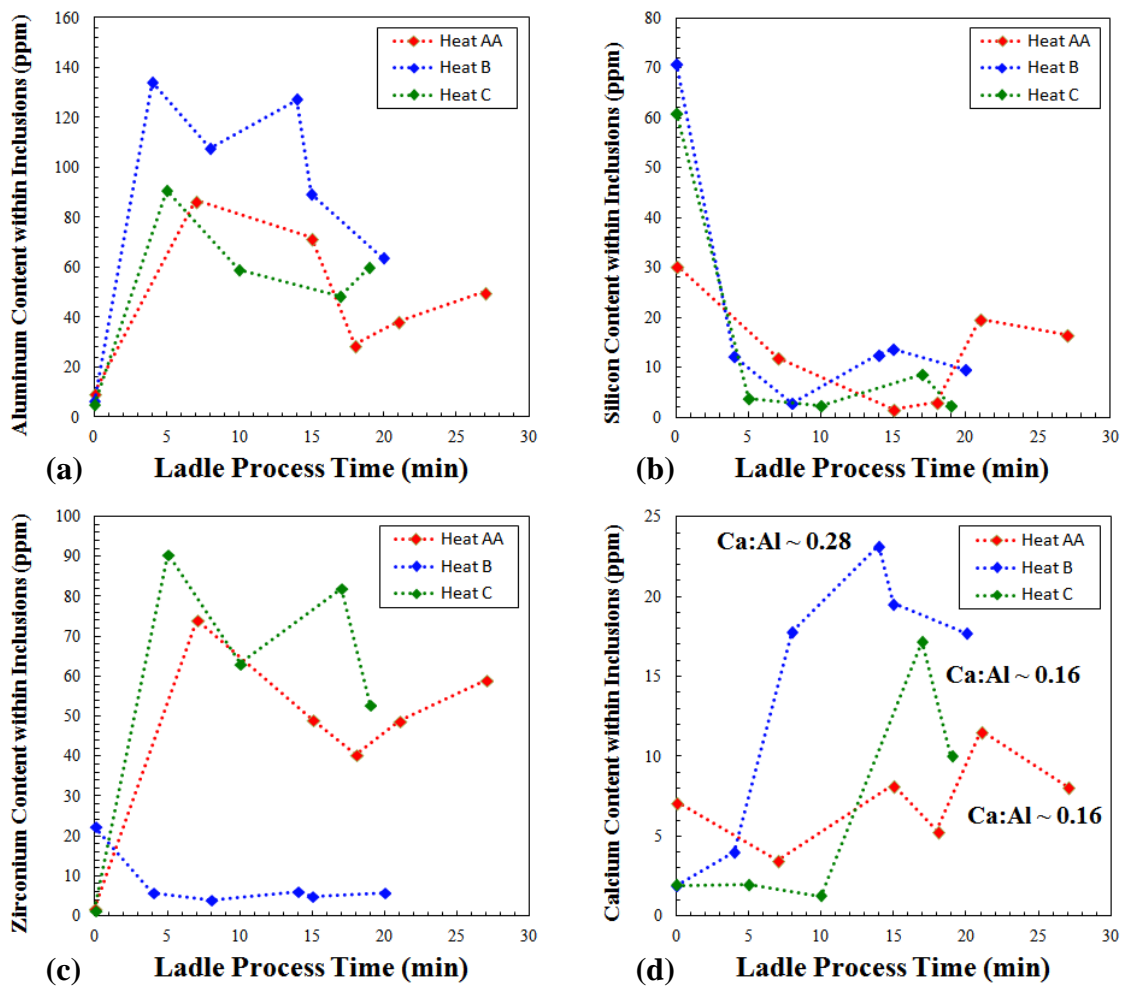 Aluminum Content within Inclusions (ppm)
160
140
120
100
80
60
40
20
0
Heat AA
Heat B
Heat C
0 5 10 15 20 25 30
(a) Ladle Process Time (min)
Silicon Content within Inclusions (ppm)
80
70
60
50
40
30
20
10
0
Heat AA
Heat B
Heat C
0 5 10 15 20 25 30
(b) Ladle Process Time (min)
Zirconium Content within Inclusions (ppm)
100
90
80
70
60
50
40
30
20
10
0
Heat AA
Heat B
Heat C
0 5 10 15 20 25 30
(c) Ladle Process Time (min)
Calcium Content within Inclusions (ppm)
25
20
15
10
5
0
Ca:Al ~ 0.28
Heat AA
Heat B
Heat C
Ca:Al ~ 0.16
Ca:Al ~ 0.16
0 5 10 15 20 25 30
(d) Ladle Process Time (min)